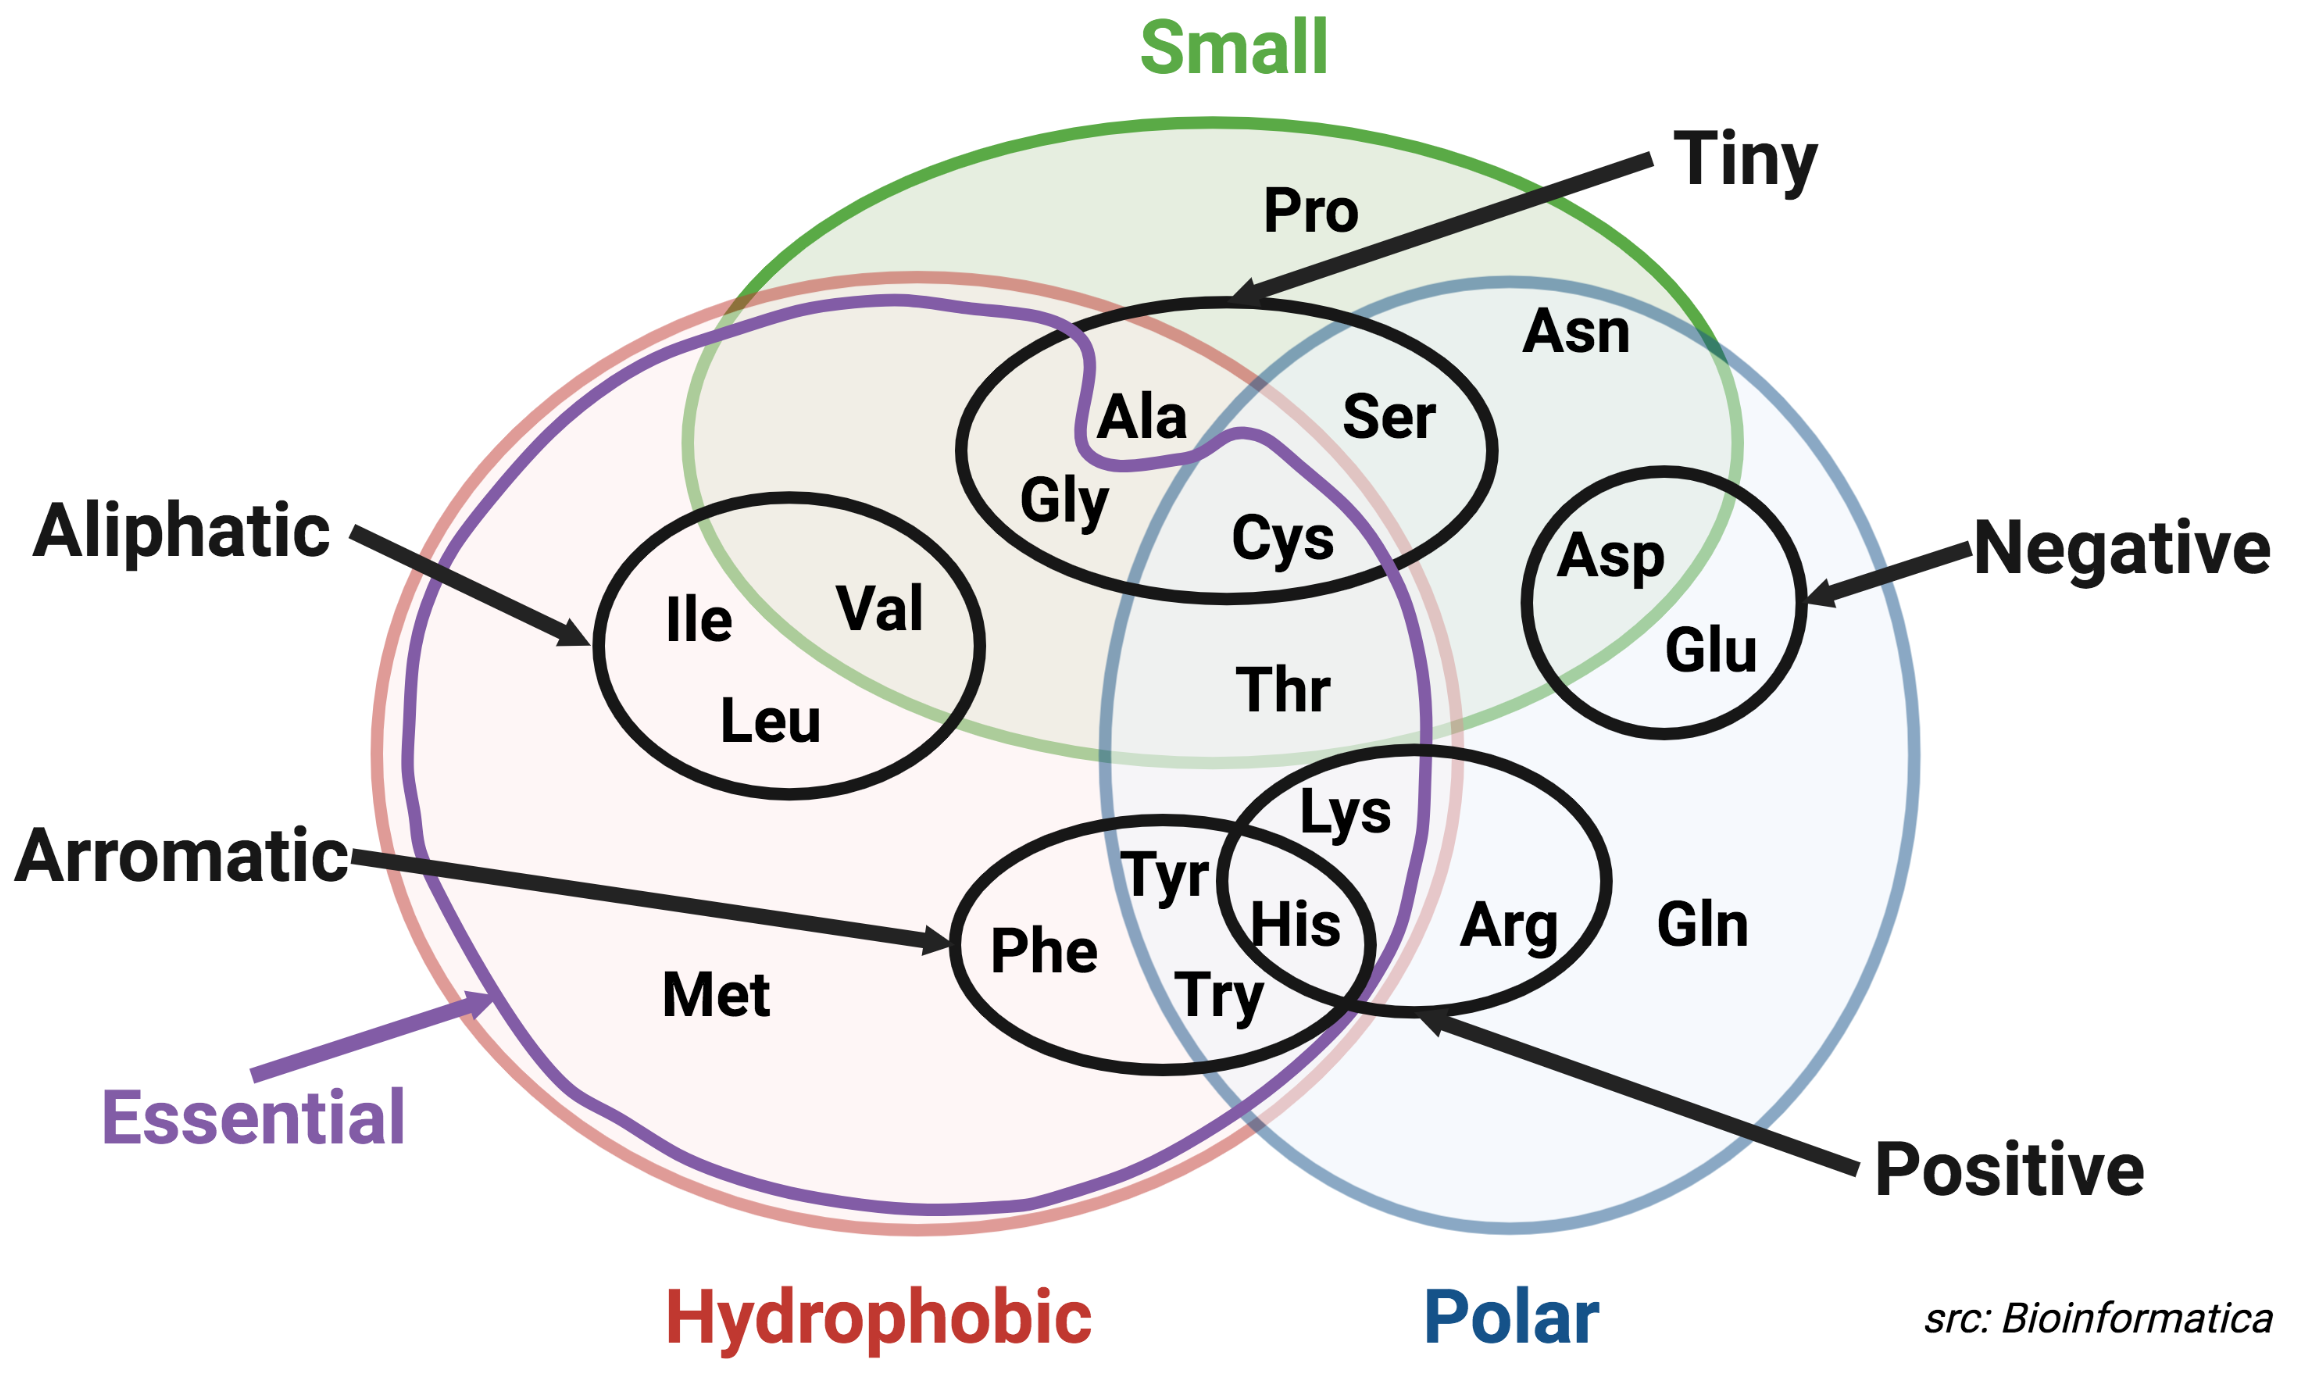 Small
Tiny
Pro
Asn
Ala
Ser
Gly
Cys
Aliphatic
Negative
Asp
Ile
Val
Glu
Leu
Thr
Lys
Arromatic
Tyr
His
Arg
Gln
Phe
Met
Try
Essential
Positive
Hydrophobic
Polar
src: Bioinformatica